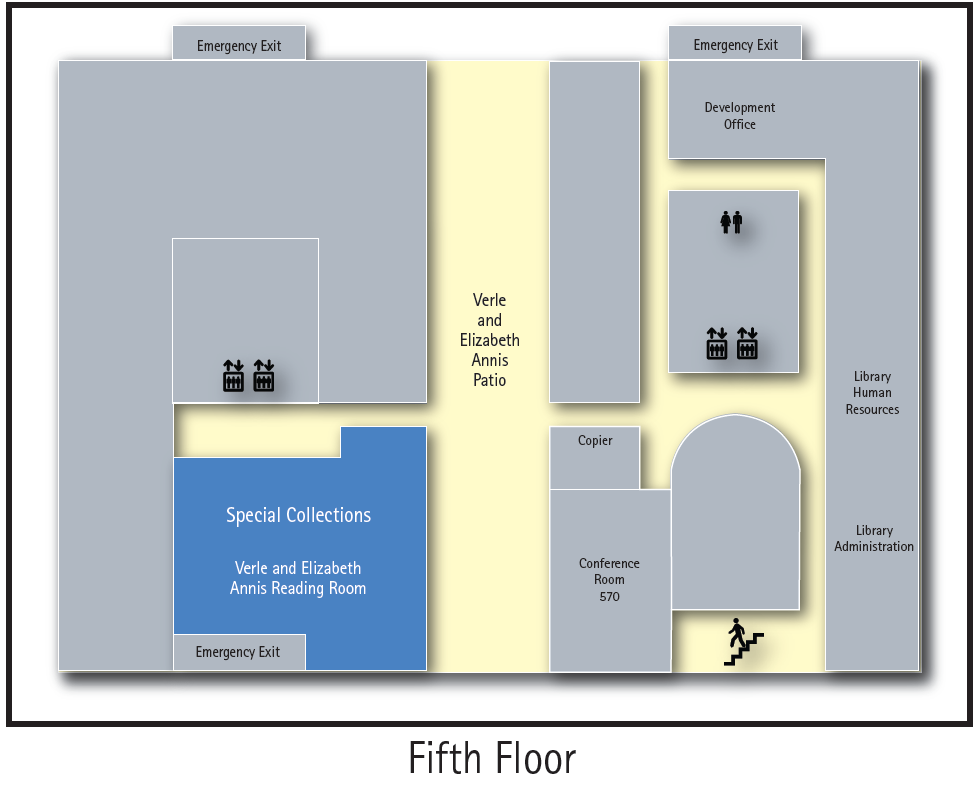 Emergency Exit
Emergency Exit
Development
Office
Verle
and
Elizabeth
Annis
Patio
Library
Human
Resources
Copier
Special Collections
Verle and Elizabeth
Annis Reading Room
Library
Administration
Conference
Room
570
Emergency Exit
Fifth Floor